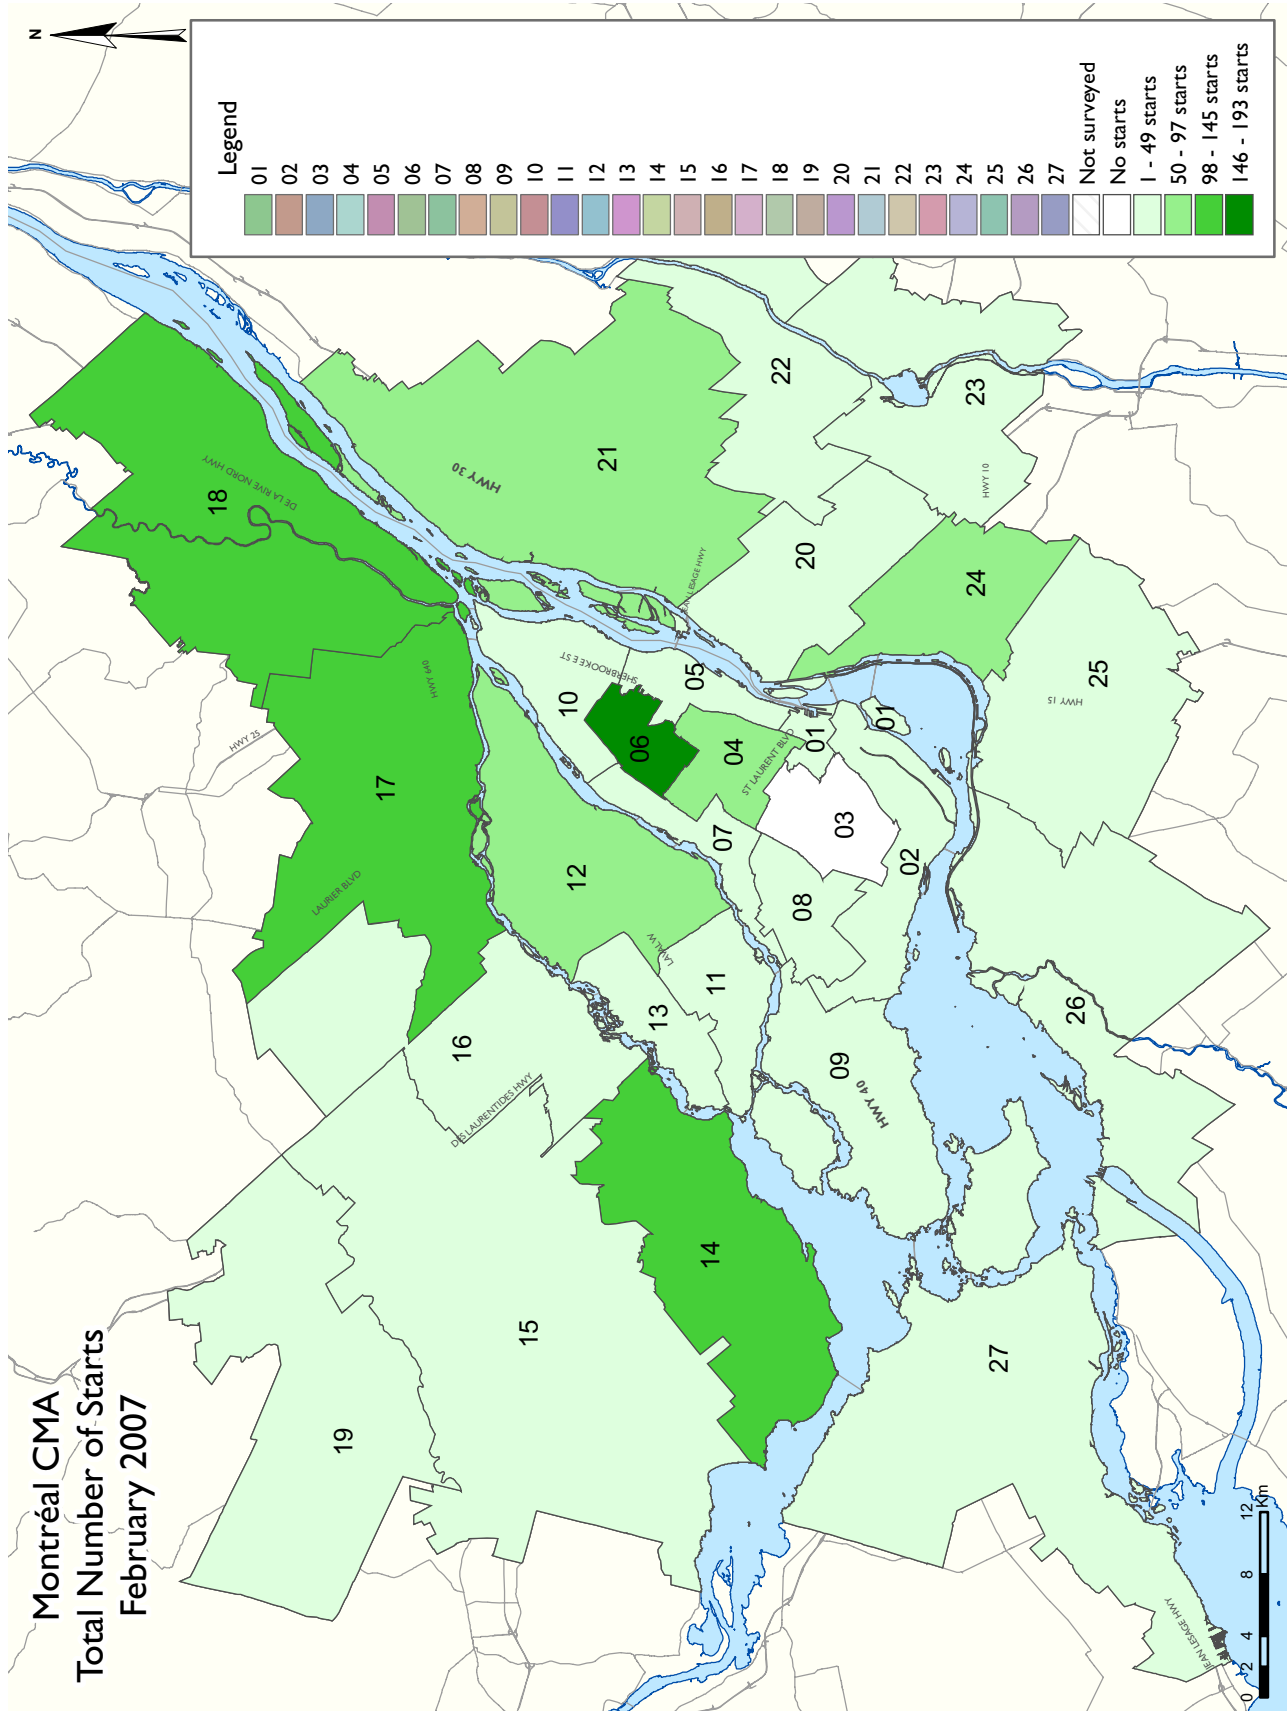 Montréal CMA
Total Number of Starts
February 2007
N
Legend
01
02
03
04
05
06
07
08
09
10
11
12
13
14
15
16
17
18
19
20
21
22
23
24
25
26
27
Not surveyed
No starts
1 - 49 starts
50 - 97 starts
98 - 145 starts
146 - 193 starts
19
15
14
27
16
17
18
13
11
12
09
08
07
10
06
04
05
03
02
01
01
26
25
24
20
21
22
23
LAURIER BLVD
HWY 25
HWY 640
DE LA RIVE NORD HWY
HWY 30
DES LAURENTIDES HWY
LAVAL W
SHERBROOKE E ST
ST LAURENT BLVD
JEAN LESAGE HWY
HWY 40
HWY 10
HWY 15
JEAN LESAGE HWY
0 2 4 8 12
Km